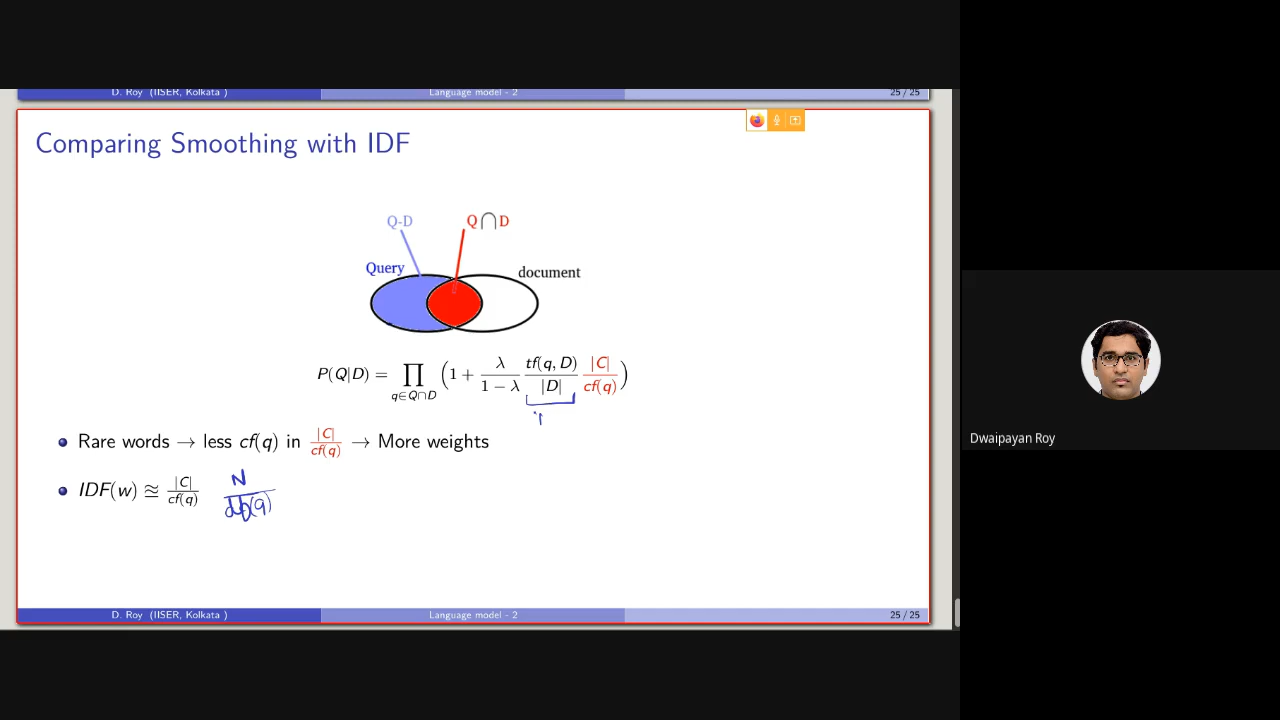 D. Roy (IISER, Kolkata ) Language model - 2 25 / 25
Comparing Smoothing with IDF
Q-D Q ⋂ D
Query document
P(Q|D) = ∏_{q∈Q∩D} (1 + λ/(1 − λ) tf(q, D)/|D| |C|/cf(q))
Rare words → less cf(q) in |C|/cf(q) → More weights
IDF(w) ≊ |C|/cf(q) N/df(q)
D. Roy (IISER, Kolkata ) Language model - 2 25 / 25
Dwaipayan Roy